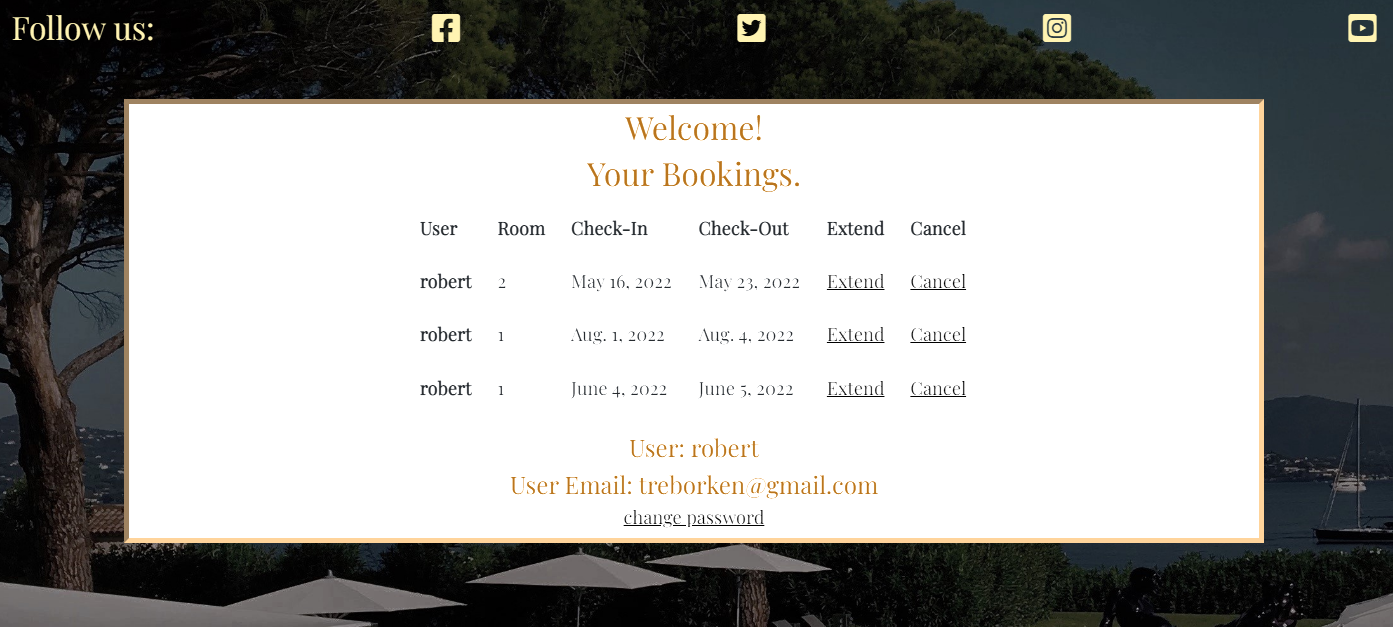 Follow us:
Welcome!
Your Bookings.
User Room Check-In Check-Out Extend Cancel
robert 2 May 16, 2022 May 23, 2022 Extend Cancel
robert 1 Aug. 1, 2022 Aug. 4, 2022 Extend Cancel
robert 1 June 4, 2022 June 5, 2022 Extend Cancel
User: robert
User Email: treborken@gmail.com
change password